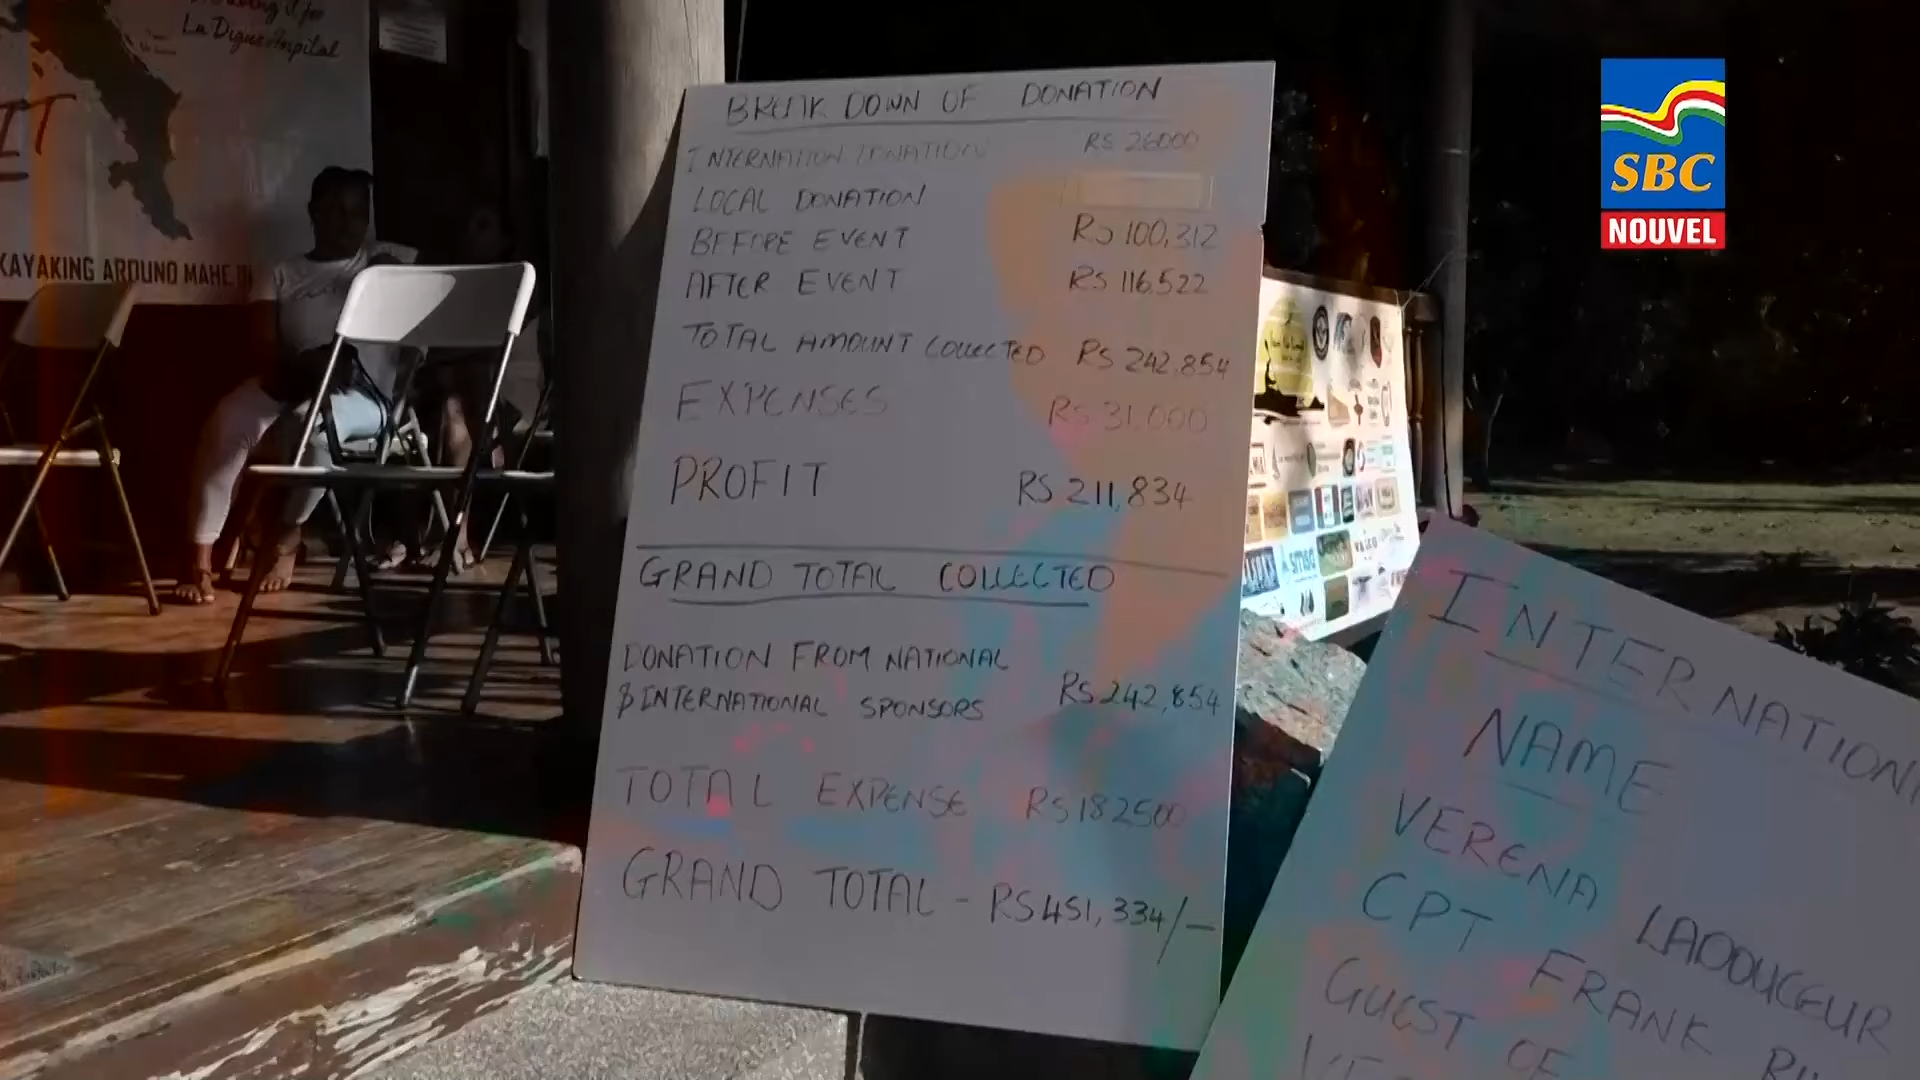 La Digue Hospital
IT
KAYAKING AROUND MAHE
BREAK DOWN OF DONATION
INTERNATION DONATION RS 26000
LOCAL DONATION
BEFORE EVENT Rs 100,312
AFTER EVENT RS 116,522
TOTAL AMOUNT COLLECTED RS 242,854
EXPENSES RS 31,000
PROFIT RS 211,834
GRAND TOTAL COLLECTED
DONATION FROM NATIONAL
& INTERNATIONAL SPONSORS RS 242,854
TOTAL EXPENSE RS 182500
GRAND TOTAL - RS 451,334/-
INTERNATION
NAME
VERENA LADOUCEUR
CPT FRANK
GUEST OF
SBC
NOUVEL